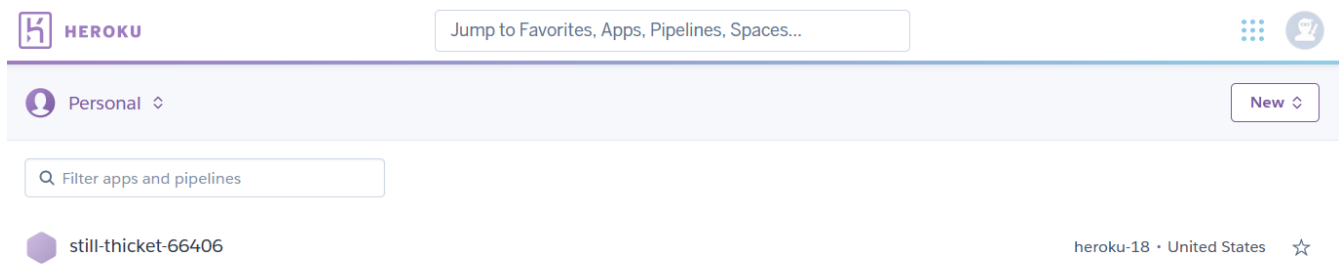 HEROKU
Jump to Favorites, Apps, Pipelines, Spaces...
Personal
New
Filter apps and pipelines
still-thicket-66406
heroku-18 · United States